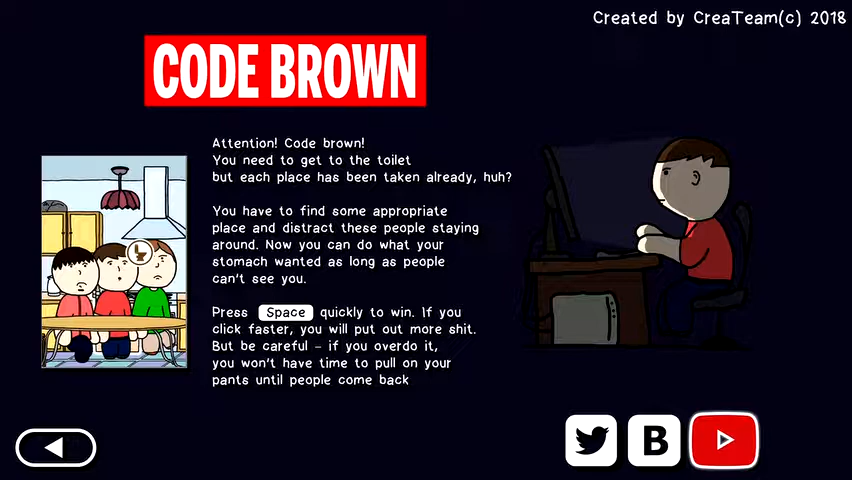 Created by CreaTeam(c) 2018
CODE BROWN
Attention! Code brown!
You need to get to the toilet
but each place has been taken already, huh?
You have to find some appropriate
place and distract these people staying
around. Now you can do what your
stomach wanted as long as people
can't see you.
Press Space quickly to win. If you
click faster, you will put out more shit.
But be careful – if you overdo it,
you won't have time to pull on your
pants until people come back
B